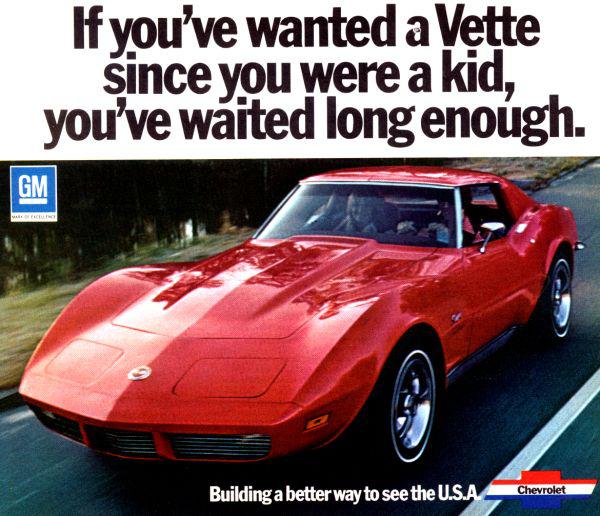 If you've wanted a Vette
since you were a kid,
you've waited long enough.
GM
MARK OF EXCELLENCE
Building a better way to see the U.S.A.
Chevrolet